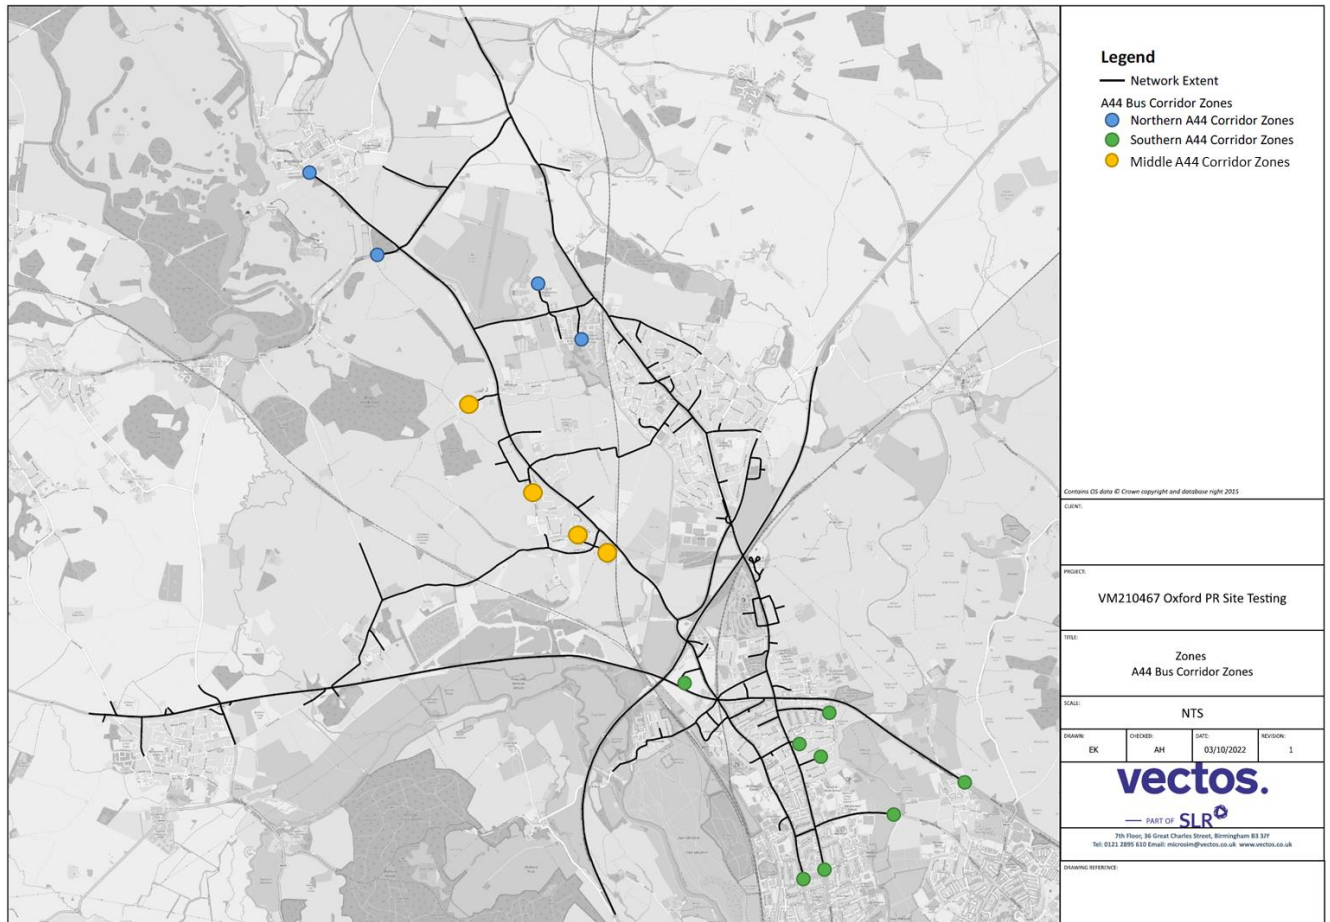 Legend
Network Extent
A44 Bus Corridor Zones
Northern A44 Corridor Zones
Southern A44 Corridor Zones
Middle A44 Corridor Zones
Contains OS data © Crown copyright and database right 2015
CLIENT:
PROJECT:
VM210467 Oxford PR Site Testing
TITLE:
Zones
A44 Bus Corridor Zones
SCALE:
NTS
DRAWN: CHECKED: DATE: REVISION:
EK AH 03/10/2022 1
vectos.
PART OF SLR
7th Floor, 36 Great Charles Street, Birmingham B3 3JY
Tel: 0121 2895 610 Email: microsim@vectos.co.uk www.vectos.co.uk
DRAWING REFERENCE: